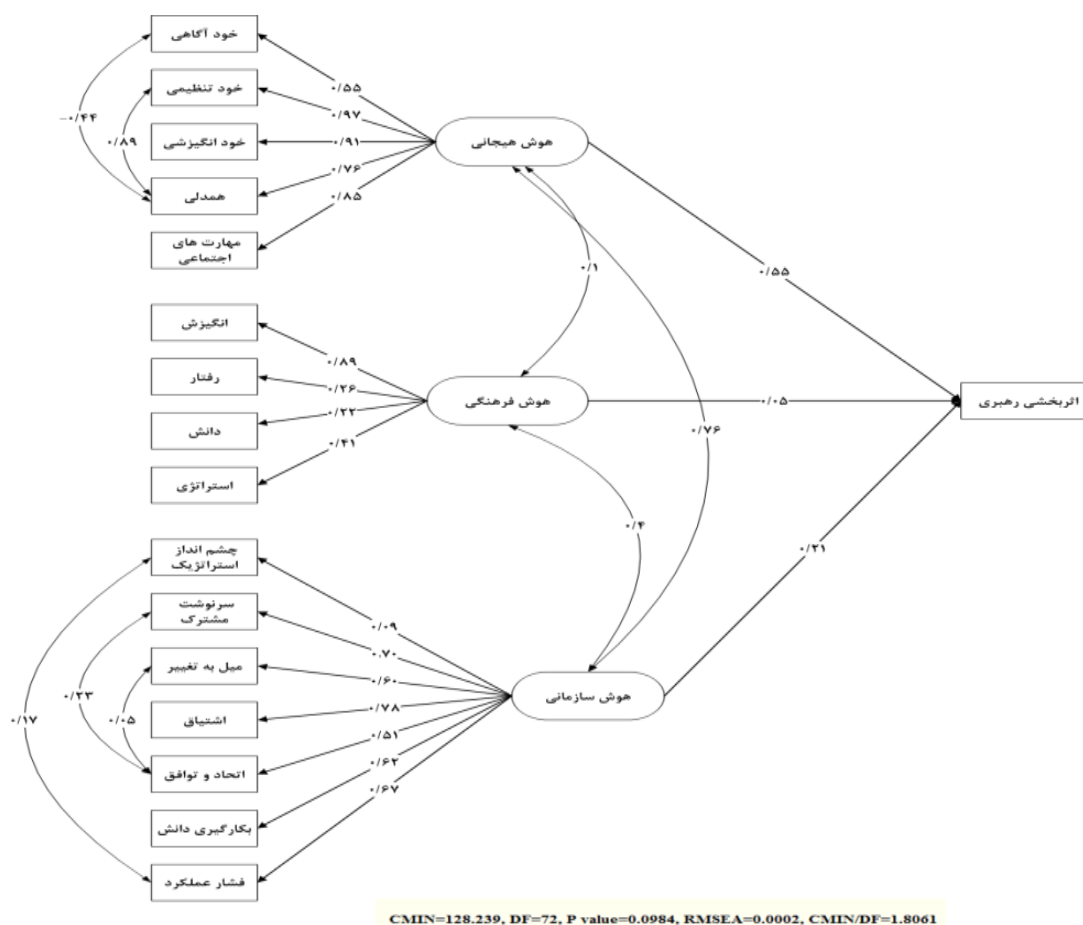 خود آگاهی
خود تنظیمی
خود انگیزشی
همدلی
مهارت های
اجتماعی
-۰/۴۴
۰/۸۹
۰/۵۵
۰/۹۷
۰/۹۱
۰/۷۶
۰/۸۵
هوش هیجانی
۰/۵۵
۰/۱
انگیزش
رفتار
دانش
استراتژی
۰/۸۹
۰/۲۶
۰/۲۲
۰/۴۱
هوش فرهنگی
۰/۰۵
۰/۷۶
اثربخشی رهبری
۰/۴
۰/۲۱
چشم انداز
استراتژیک
سرنوشت
مشترک
میل به تغییر
اشتیاق
اتحاد و توافق
بکارگیری دانش
فشار عملکرد
۰/۱۷
۰/۲۳
۰/۰۵
۰/۰۹
۰.۷۰
۰/۶۰
۰/۷۸
۰/۵۱
۰/۶۲
۰/۶۷
هوش سازمانی
CMIN=128.239, DF=72, P value=0.0984, RMSEA=0.0002, CMIN/DF=1.8061